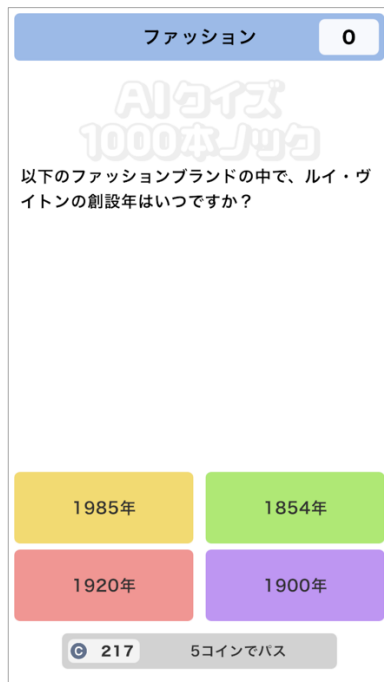 ファッション
0
AIクイズ
1000本ノック
以下のファッションブランドの中で、ルイ・ヴ
イトンの創設年はいつですか？
1985年
1854年
1920年
1900年
C 217 5コインでパス